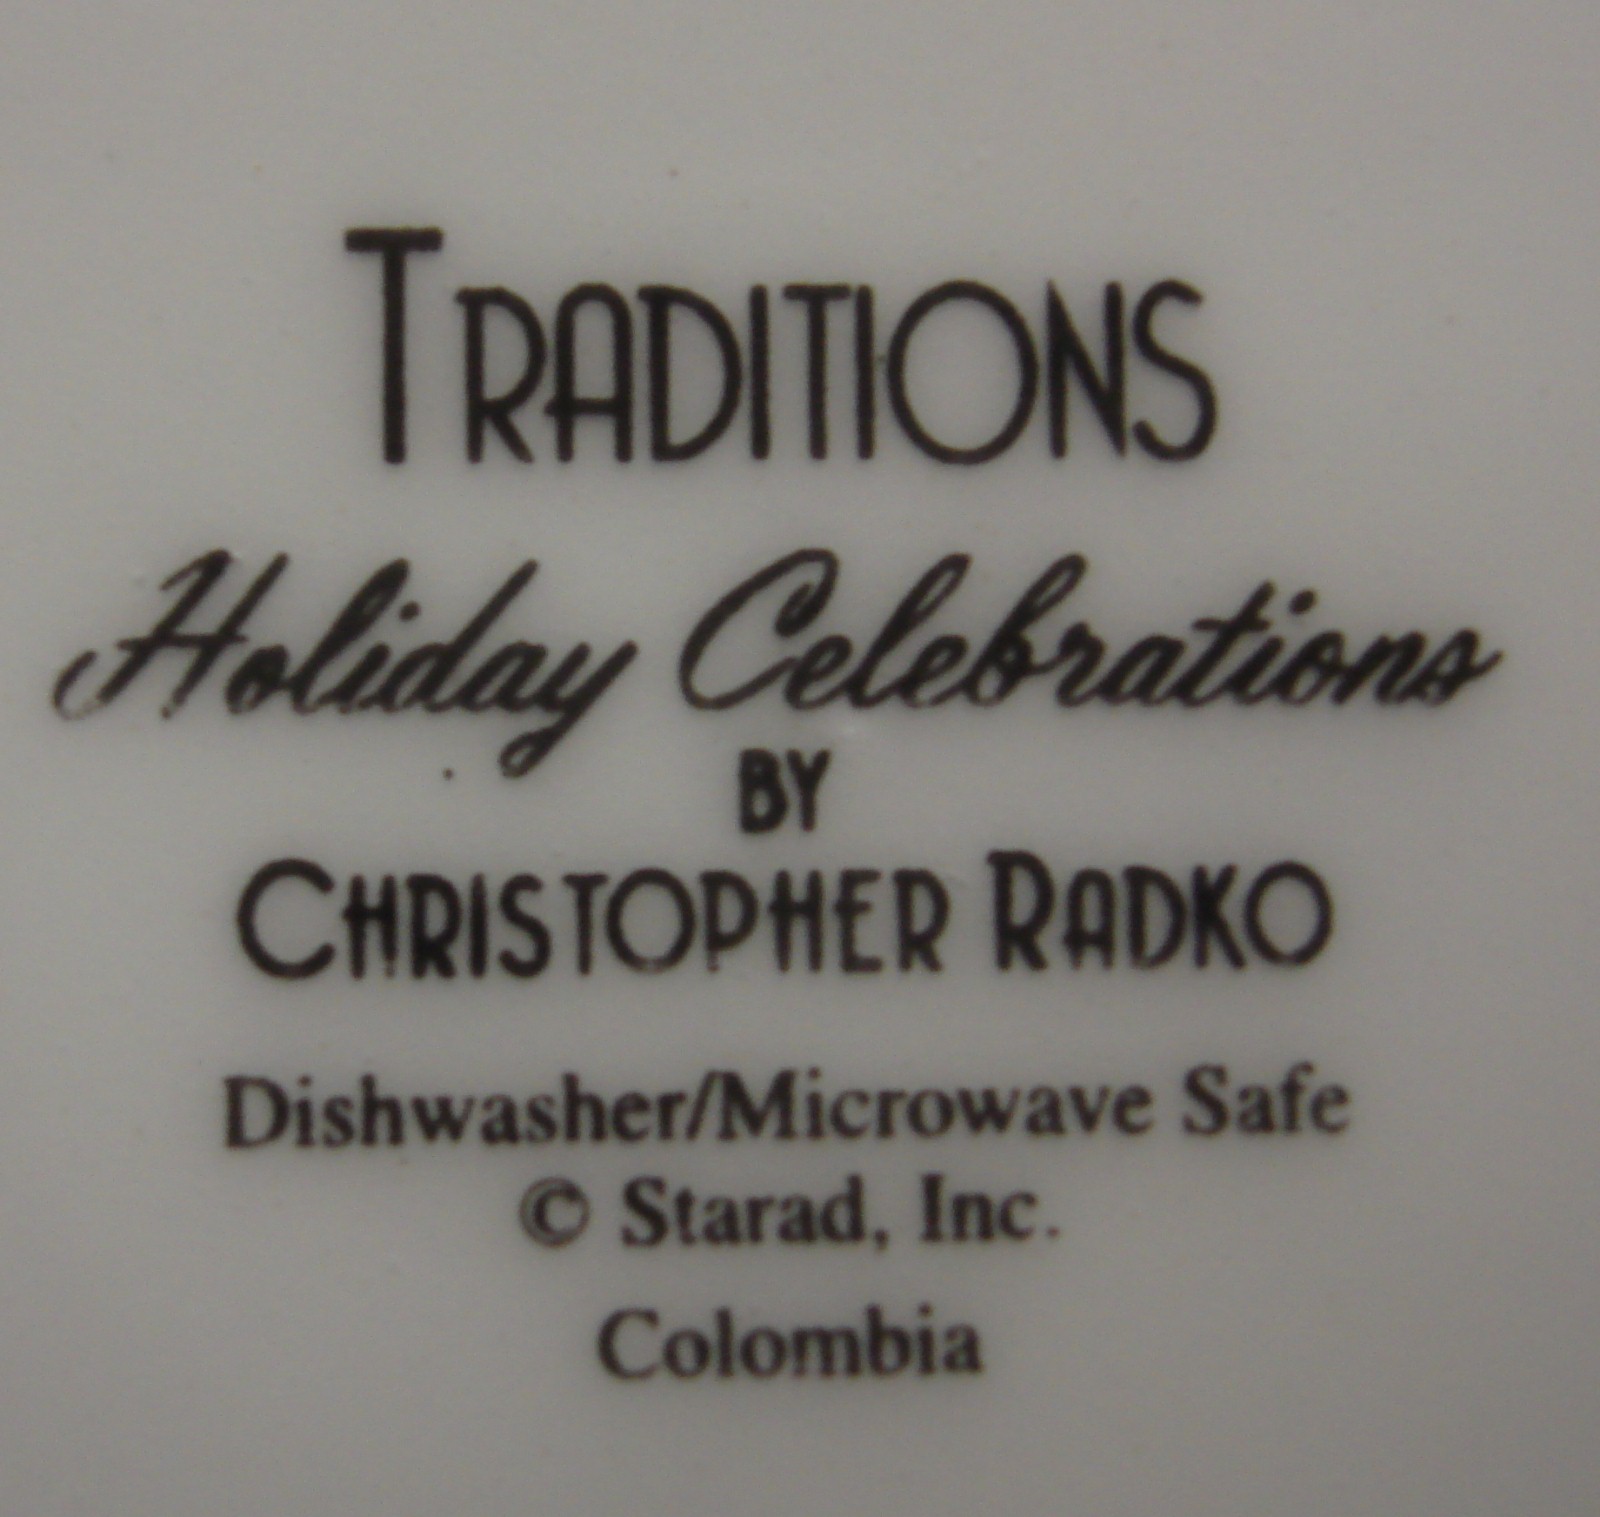 TRADITIONS
Holiday Celebrations
BY
CHRISTOPHER RADKO
Dishwasher/Microwave Safe
© Starad, Inc.
Colombia